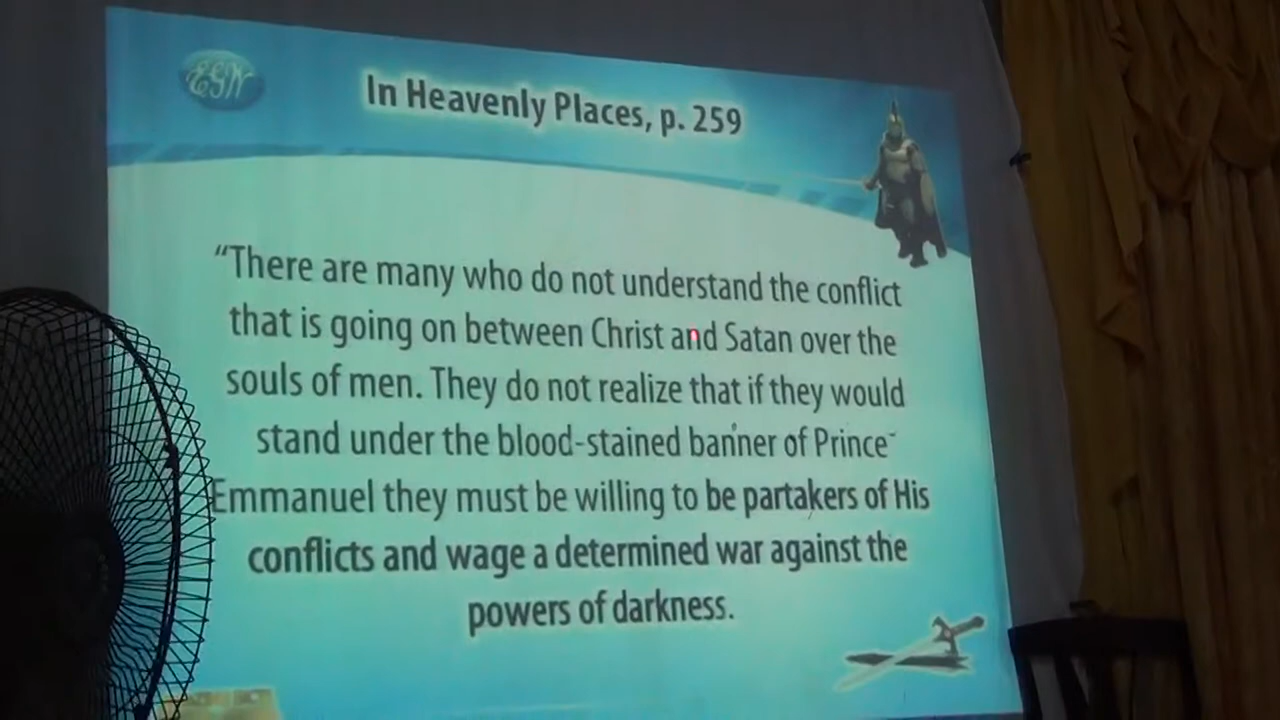 EGW
In Heavenly Places, p. 259
“There are many who do not understand the conflict
that is going on between Christ and Satan over the
souls of men. They do not realize that if they would
stand under the blood-stained banner of Prince
Emmanuel they must be willing to be partakers of His
conflicts and wage a determined war against the
powers of darkness.